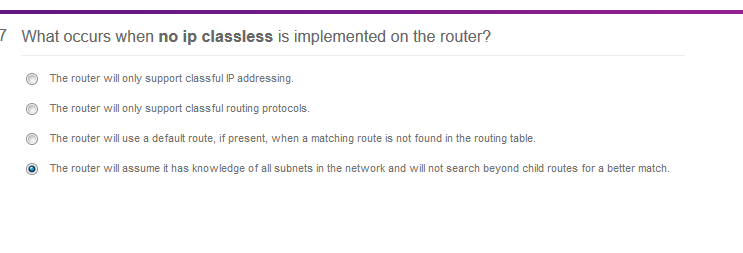 7 What occurs when no ip classless is implemented on the router?
The router will only support classful IP addressing.
The router will only support classful routing protocols.
The router will use a default route, if present, when a matching route is not found in the routing table.
The router will assume it has knowledge of all subnets in the network and will not search beyond child routes for a better match.